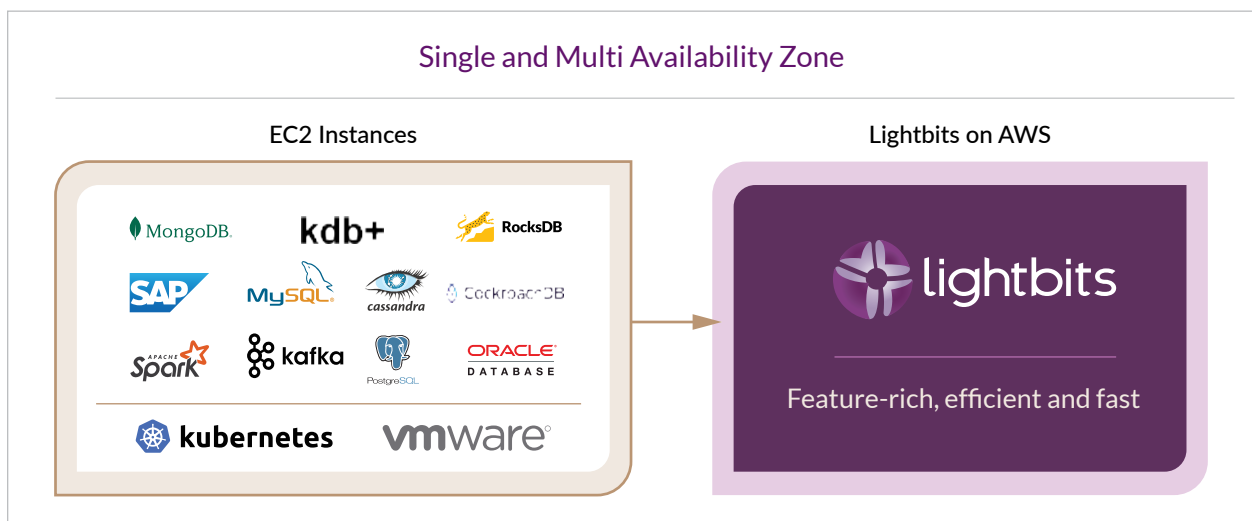 Single and Multi Availability Zone
EC2 Instances
Lightbits on AWS
MongoDB.
kdb+
RocksDB
SAP
MySQL®
cassandra
CockroachDB
APACHE
Spark
kafka
PostgreSQL
ORACLE®
DATABASE
kubernetes
vmware®
lightbits
Feature-rich, efficient and fast